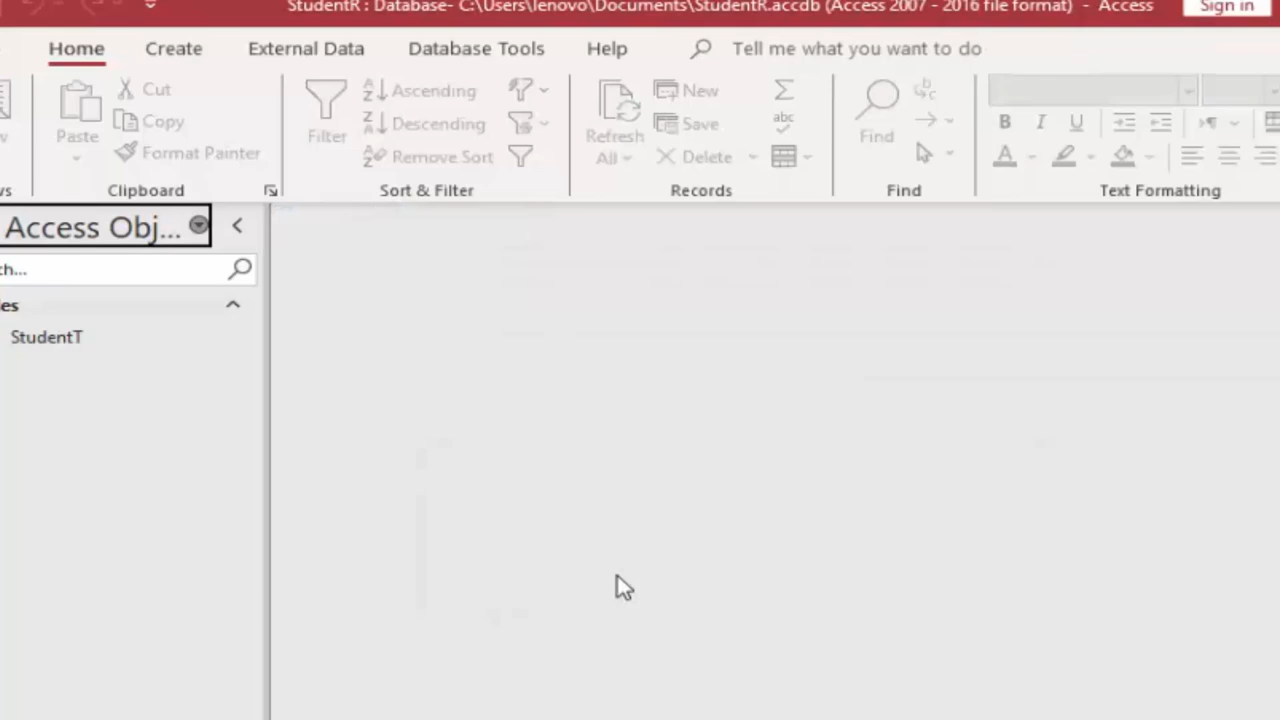 StudentR : Database- C:\Users\lenovo\Documents\StudentR.accdb (Access 2007 - 2016 file format) - Access
Sign in
Home Create External Data Database Tools Help Tell me what you want to do
Paste
Cut
Copy
Format Painter
Clipboard
Filter
Ascending
Descending
Remove Sort
Sort & Filter
Refresh
All
New
Save
Delete
Records
Find
Find
B I U
Text Formatting
Access Obj...
StudentT